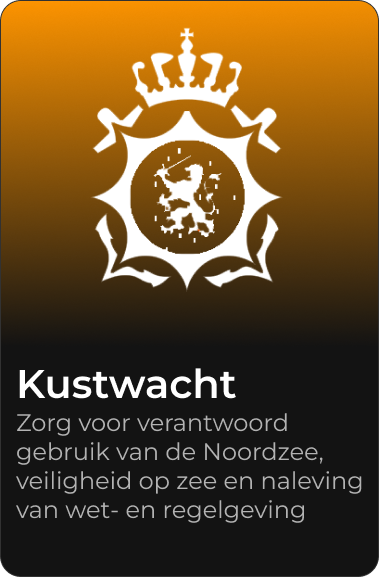 Kustwacht
Zorg voor verantwoord
gebruik van de Noordzee,
veiligheid op zee en naleving
van wet- en regelgeving